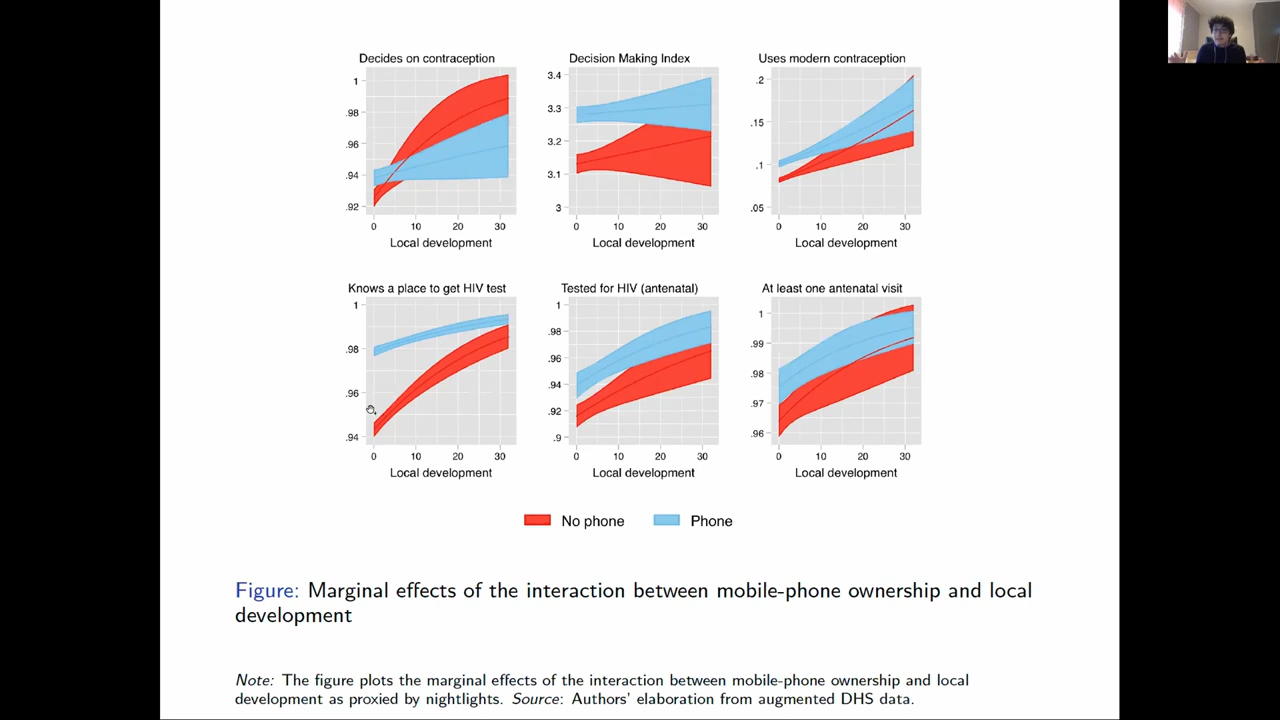 Decides on contraception
1
.98
.96
.94
.92
0 10 20 30
Local development
Decision Making Index
3.4
3.3
3.2
3.1
3
0 10 20 30
Local development
Uses modern contraception
.2
.15
.1
.05
0 10 20 30
Local development
Knows a place to get HIV test
1
.98
.96
.94
0 10 20 30
Local development
Tested for HIV (antenatal)
1
.98
.96
.94
.92
.9
0 10 20 30
Local development
At least one antenatal visit
1
.99
.98
.97
.96
0 10 20 30
Local development
No phone Phone
Figure: Marginal effects of the interaction between mobile-phone ownership and local
development
Note: The figure plots the marginal effects of the interaction between mobile-phone ownership and local
development as proxied by nightlights. Source: Authors' elaboration from augmented DHS data.